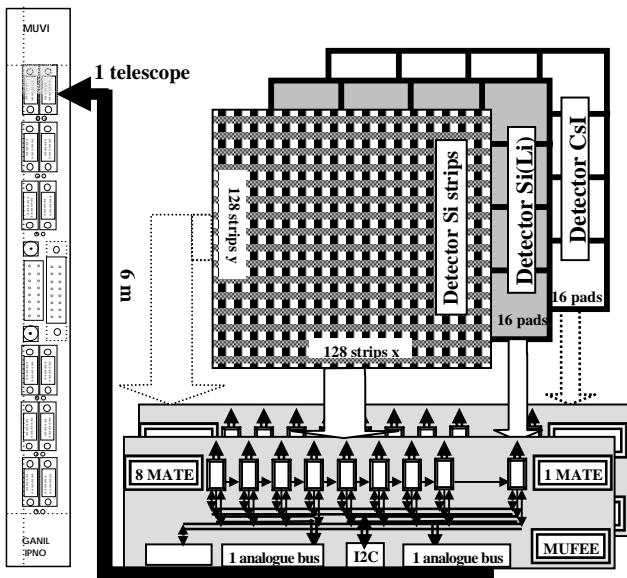 MUVI
1 telescope
Detector CsI
Detector Si(Li)
Detector Si strips
128 strips y
6 m
16 pads
16 pads
128 strips x
8 MATE
1 MATE
MUFEE
1 analogue bus
I2C
1 analogue bus
GANIL
IPNO